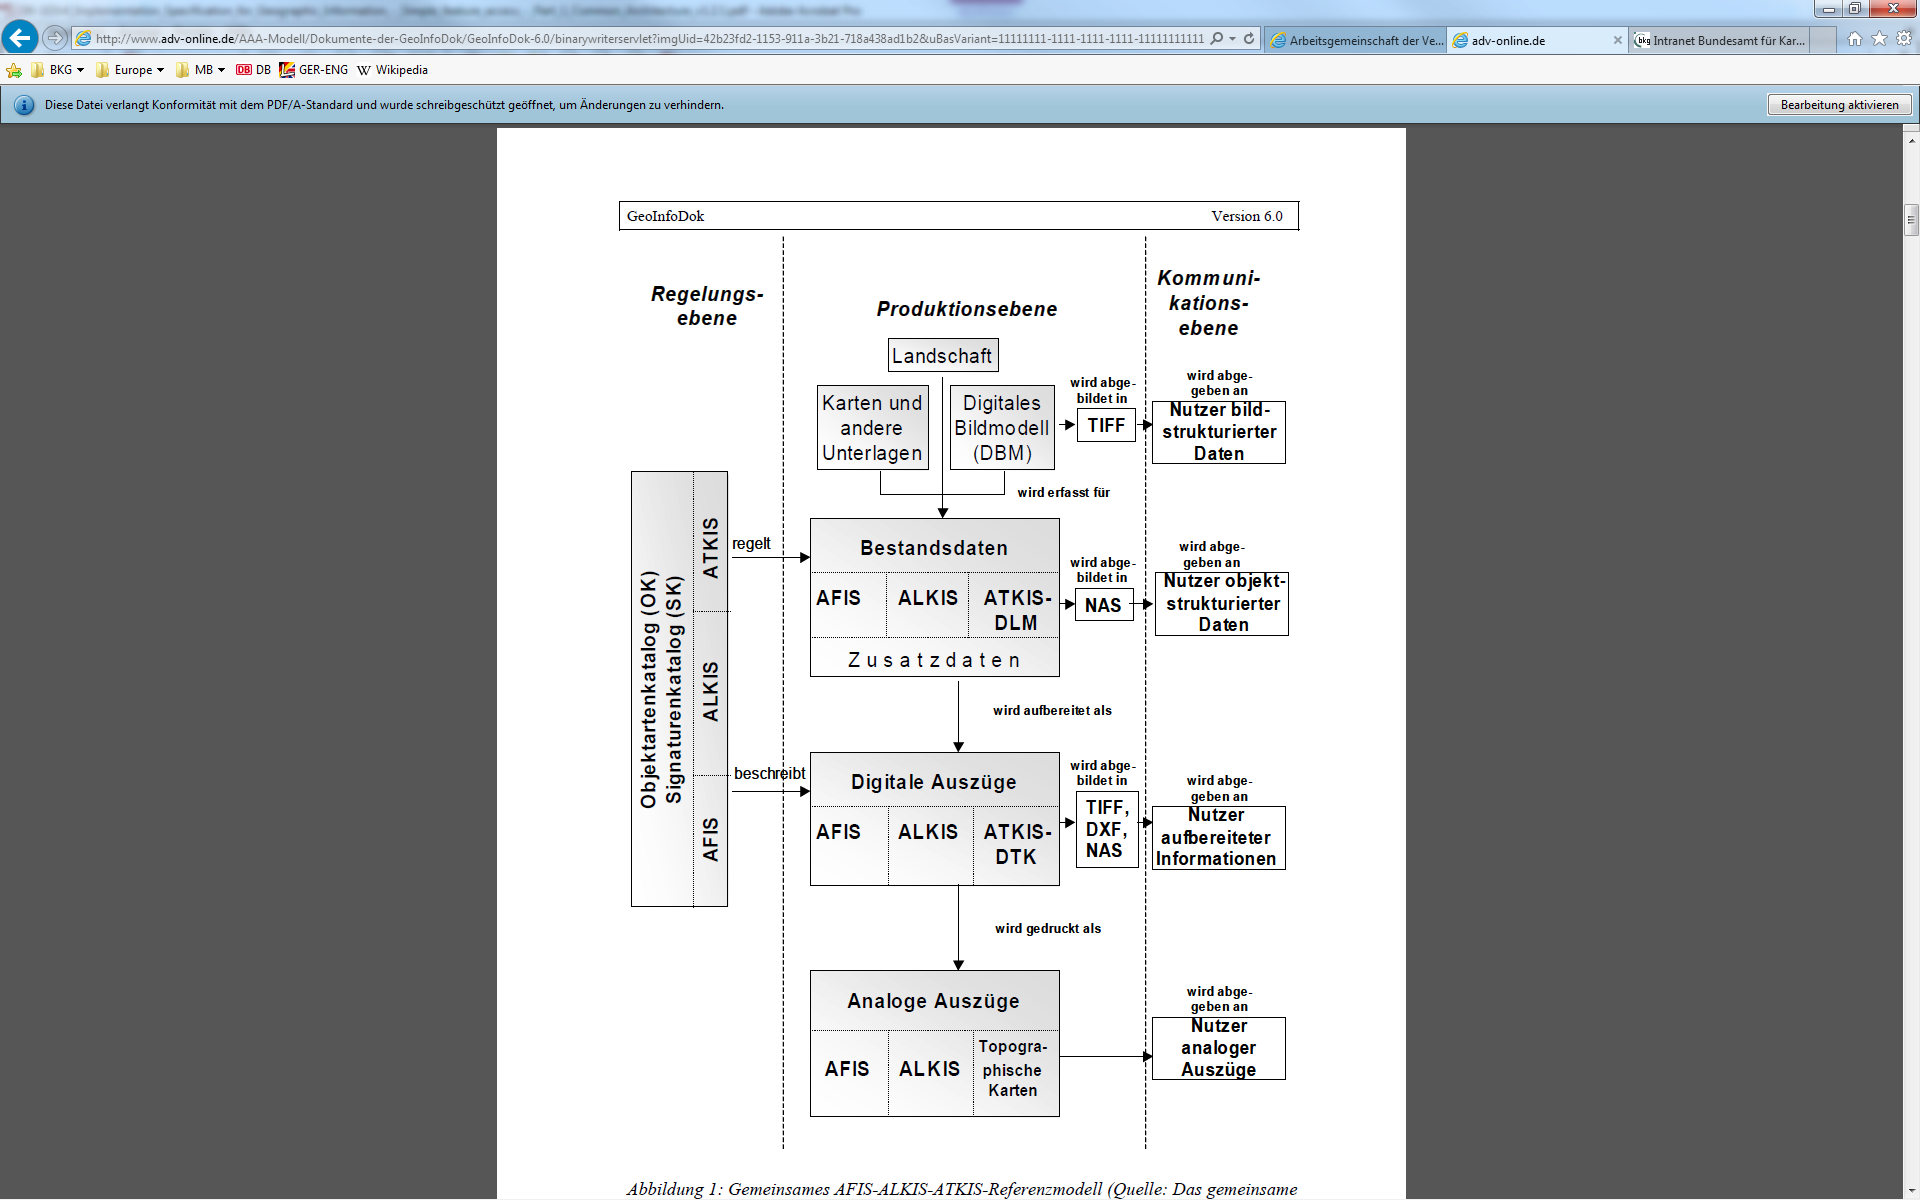 http://www.adv-online.de/AAA-Modell/Dokumente-der-GeoInfoDok/GeoInfoDok-6.0/binarywriterservlet?imgUid=42b23fd2-1153-911a-3b21-718a438ad1b2&uBasVariant=11111111-1111-1111-1111-11111111111
Arbeitsgemeinschaft der Ve...
adv-online.de
Intranet Bundesamt für Kar...
BKG
Europe
MB
DB DB
GER-ENG
W Wikipedia
Diese Datei verlangt Konformität mit dem PDF/A-Standard und wurde schreibgeschützt geöffnet, um Änderungen zu verhindern.
Bearbeitung aktivieren
GeoInfoDok Version 6.0
Regelungs-
ebene
Produktionsebene
Kommuni-
kations-
ebene
Landschaft
Karten und
andere
Unterlagen
Digitales
Bildmodell
(DBM)
wird abge-
bildet in
TIFF
wird abge-
geben an
Nutzer bild-
strukturierter
Daten
wird erfasst für
Objektartenkatalog (OK)
Signaturenkatalog (SK)
ATKIS
ALKIS
AFIS
regelt
Bestandsdaten
AFIS
ALKIS
ATKIS-
DLM
Zusatzdaten
wird abge-
bildet in
NAS
wird abge-
geben an
Nutzer objekt-
strukturierter
Daten
wird aufbereitet als
beschreibt
Digitale Auszüge
AFIS
ALKIS
ATKIS-
DTK
wird abge-
bildet in
TIFF,
DXF,
NAS
wird abge-
geben an
Nutzer
aufbereiteter
Informationen
wird gedruckt als
Analoge Auszüge
AFIS
ALKIS
Topogra-
phische
Karten
wird abge-
geben an
Nutzer
analoger
Auszüge
Abbildung 1: Gemeinsames AFIS-ALKIS-ATKIS-Referenzmodell (Quelle: Das gemeinsame